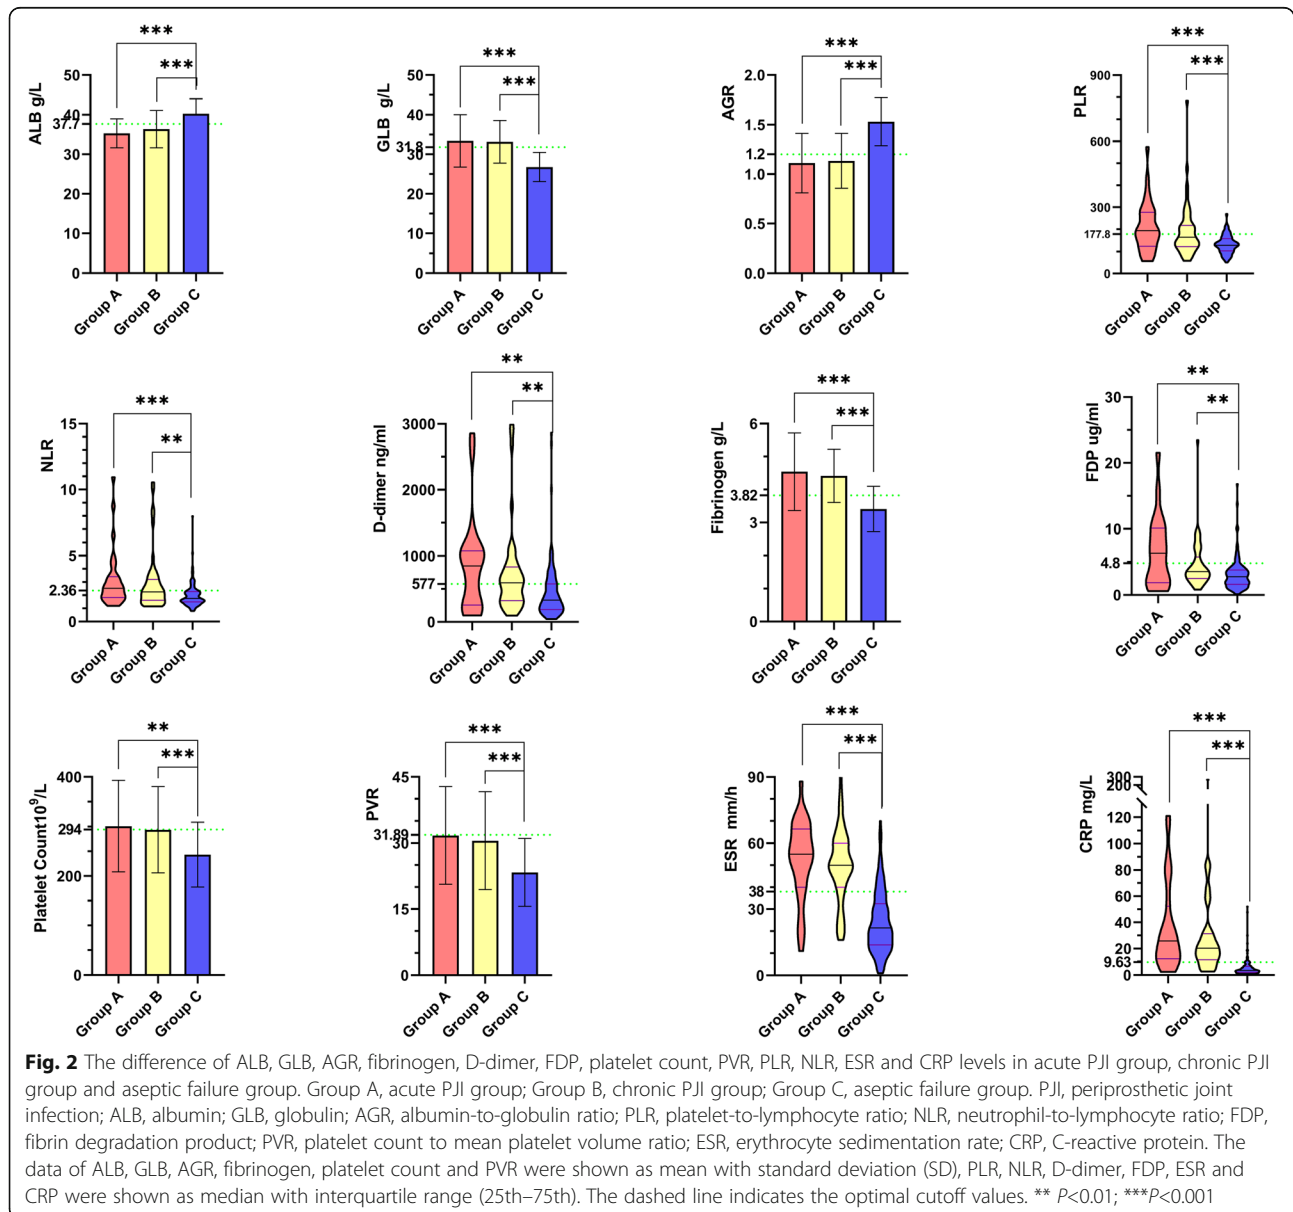 *** *** *** ***
*** *** *** ***
ALB g/L
50
40
37.7
30
20
10
0
Group A Group B Group C
GLB g/L
50
40
31.8
30
20
10
0
Group A Group B Group C
AGR
2.0
1.5
1.2
1.0
0.5
0.0
Group A Group B Group C
PLR
900
600
300
177.8
0
Group A Group B Group C
*** ** *** **
** ** *** **
NLR
15
10
5
2.36
0
Group A Group B Group C
D-dimer ng/ml
3000
2000
1000
577
0
Group A Group B Group C
Fibrinogen g/L
6
3.82
3
0
Group A Group B Group C
FDP ug/ml
30
20
10
4.8
0
Group A Group B Group C
** *** *** ***
*** *** *** ***
Platelet Count10⁹/L
400
294
200
0
Group A Group B Group C
PVR
45
31.89
30
15
0
Group A Group B Group C
ESR mm/h
90
60
38
30
0
Group A Group B Group C
CRP mg/L
300
200
120
100
80
60
40
20
9.63
0
Group A Group B Group C
Fig. 2 The difference of ALB, GLB, AGR, fibrinogen, D-dimer, FDP, platelet count, PVR, PLR, NLR, ESR and CRP levels in acute PJI group, chronic PJI
group and aseptic failure group. Group A, acute PJI group; Group B, chronic PJI group; Group C, aseptic failure group. PJI, periprosthetic joint
infection; ALB, albumin; GLB, globulin; AGR, albumin-to-globulin ratio; PLR, platelet-to-lymphocyte ratio; NLR, neutrophil-to-lymphocyte ratio; FDP,
fibrin degradation product; PVR, platelet count to mean platelet volume ratio; ESR, erythrocyte sedimentation rate; CRP, C-reactive protein. The
data of ALB, GLB, AGR, fibrinogen, platelet count and PVR were shown as mean with standard deviation (SD), PLR, NLR, D-dimer, FDP, ESR and
CRP were shown as median with interquartile range (25th–75th). The dashed line indicates the optimal cutoff values. ** P<0.01; ***P<0.001